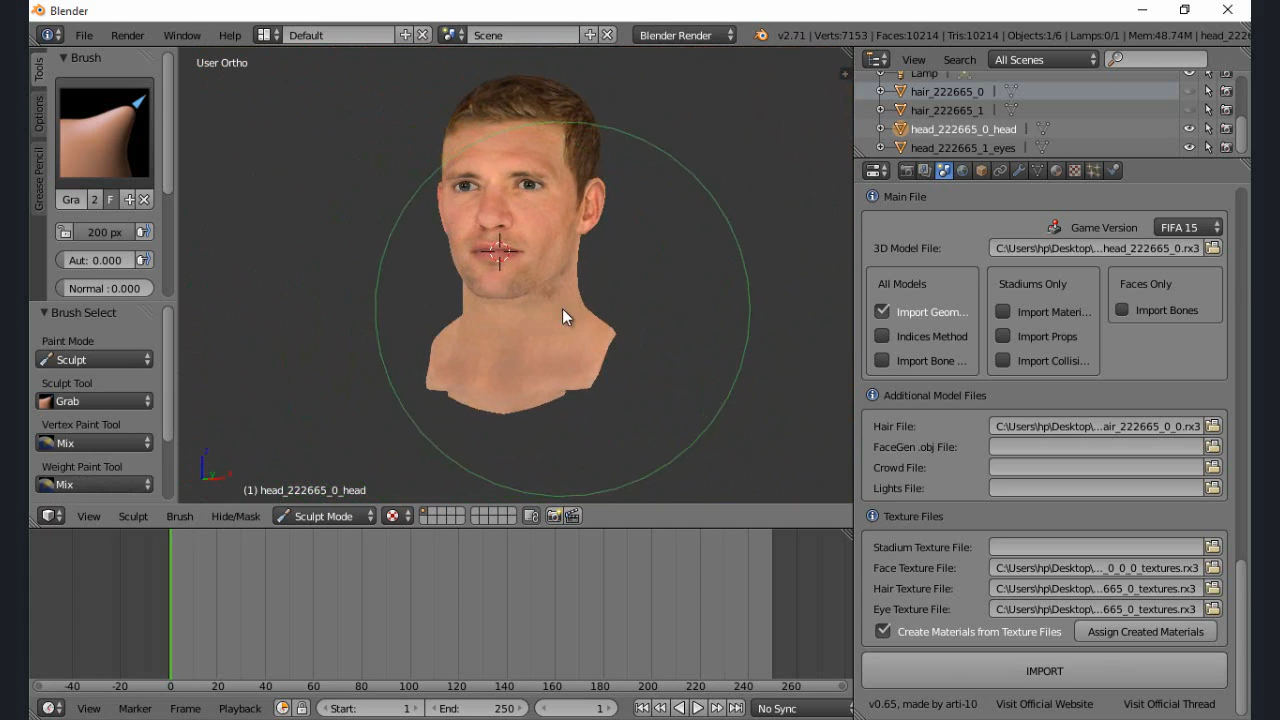 Blender
File Render Window Help Default Scene Blender Render v2.71 | Verts:7153 | Faces:10214 | Tris:10214 | Objects:1/6 | Lamps:0/1 | Mem:48.74M | head_222
Tools
Options
Grease Pencil
Brush
Gra 2 F
200 px
Aut: 0.000
Normal : 0.000
Brush Select
Paint Mode
Sculpt
Sculpt Tool
Grab
Vertex Paint Tool
Mix
Weight Paint Tool
Mix
User Ortho
(1) head_222665_0_head
View Sculpt Brush Hide/Mask Sculpt Mode
-40 -20 0 20 40 60 80 100 120 140 160 180 200 220 240 260
View Marker Frame Playback Start: 1 End: 250 1 No Sync
View Search All Scenes
Lamp
hair_222665_0
hair_222665_1
head_222665_0_head
head_222665_1_eyes
Main File
Game Version FIFA 15
3D Model File: C:\Users\hp\Desktop\...head_222665_0.rx3
All Models Stadiums Only Faces Only
Import Geom... Import Materi... Import Bones
Indices Method Import Props
Import Bone ... Import Collisi...
Additional Model Files
Hair File: C:\Users\hp\Desktop\...air_222665_0_0.rx3
FaceGen .obj File:
Crowd File:
Lights File:
Texture Files
Stadium Texture File:
Face Texture File: C:\Users\hp\Desktop\..._0_0_0_textures.rx3
Hair Texture File: C:\Users\hp\Desktop\...665_0_textures.rx3
Eye Texture File: C:\Users\hp\Desktop\...665_0_textures.rx3
Create Materials from Texture Files Assign Created Materials
IMPORT
v0.65, made by arti-10 Visit Official Website Visit Official Thread